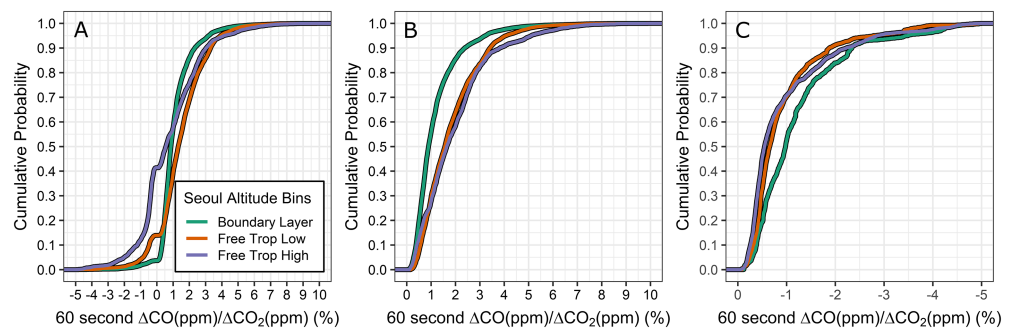 A
Cumulative Probability
1.0
0.9
0.8
0.7
0.6
0.5
0.4
0.3
0.2
0.1
0.0
-5 -4 -3 -2 -1 0 1 2 3 4 5 6 7 8 9 10
60 second ΔCO(ppm)/ΔCO₂(ppm) (%)
Seoul Altitude Bins
Boundary Layer
Free Trop Low
Free Trop High
B
Cumulative Probability
1.0
0.9
0.8
0.7
0.6
0.5
0.4
0.3
0.2
0.1
0.0
0 1 2 3 4 5 6 7 8 9 10
60 second ΔCO(ppm)/ΔCO₂(ppm) (%)
C
Cumulative Probability
1.0
0.9
0.8
0.7
0.6
0.5
0.4
0.3
0.2
0.1
0.0
0 -1 -2 -3 -4 -5
60 second ΔCO(ppm)/ΔCO₂(ppm) (%)